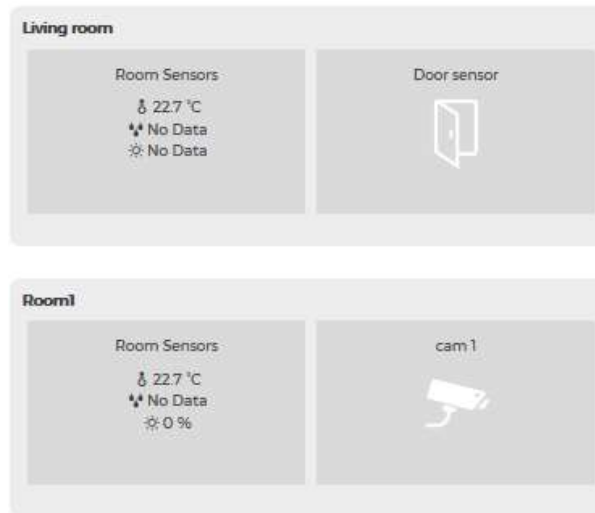 Living room
Room Sensors
22.7 °C
No Data
No Data
Door sensor
Room1
Room Sensors
22.7 °C
No Data
0 %
cam 1